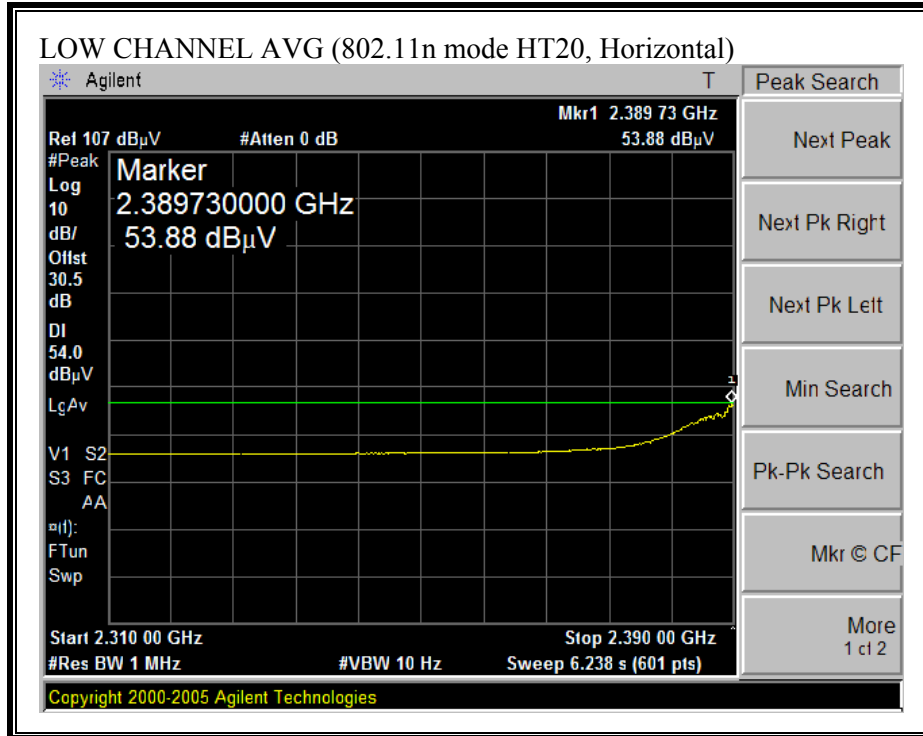 LOW CHANNEL AVG (802.11n mode HT20, Horizontal)
Agilent T Peak Search
Mkr1 2.389 73 GHz
Ref 107 dBμV #Atten 0 dB 53.88 dBμV
#Peak
Log
10
dB/
Offst
30.5
dB
DI
54.0
dBμV
LgAv
V1 S2
S3 FC
AA
¤(f):
FTun
Swp
Marker
2.389730000 GHz
53.88 dBμV
1
Start 2.310 00 GHz Stop 2.390 00 GHz
#Res BW 1 MHz #VBW 10 Hz Sweep 6.238 s (601 pts)
Copyright 2000-2005 Agilent Technologies
Next Peak
Next Pk Right
Next Pk Left
Min Search
Pk-Pk Search
Mkr © CF
More
1 of 2